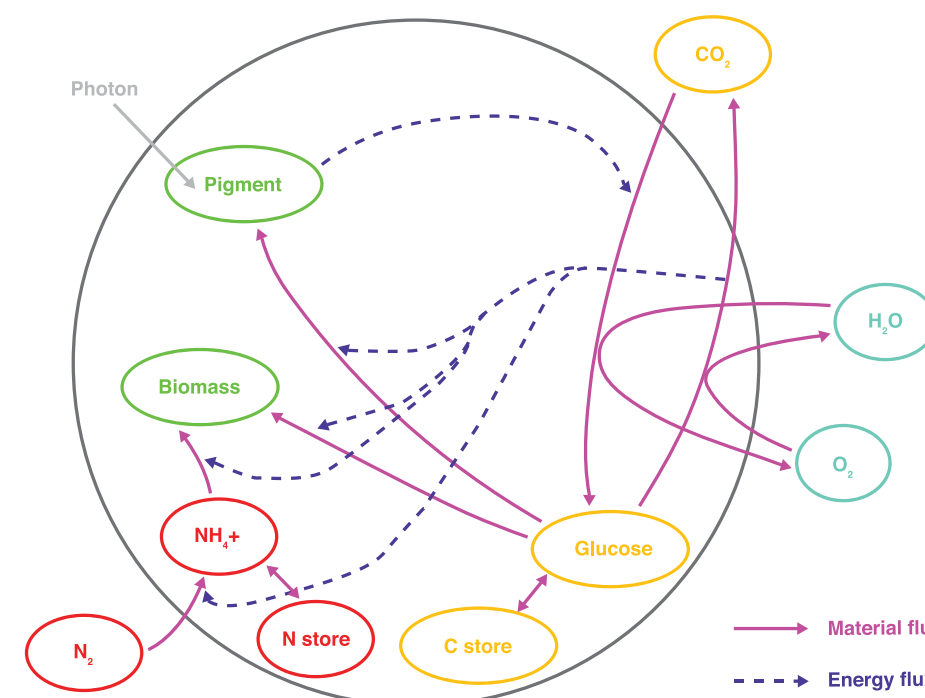 CO₂
Photon
Pigment
H₂O
Biomass
O₂
NH₄+
Glucose
N store
C store
N₂
Material flu
Energy flu